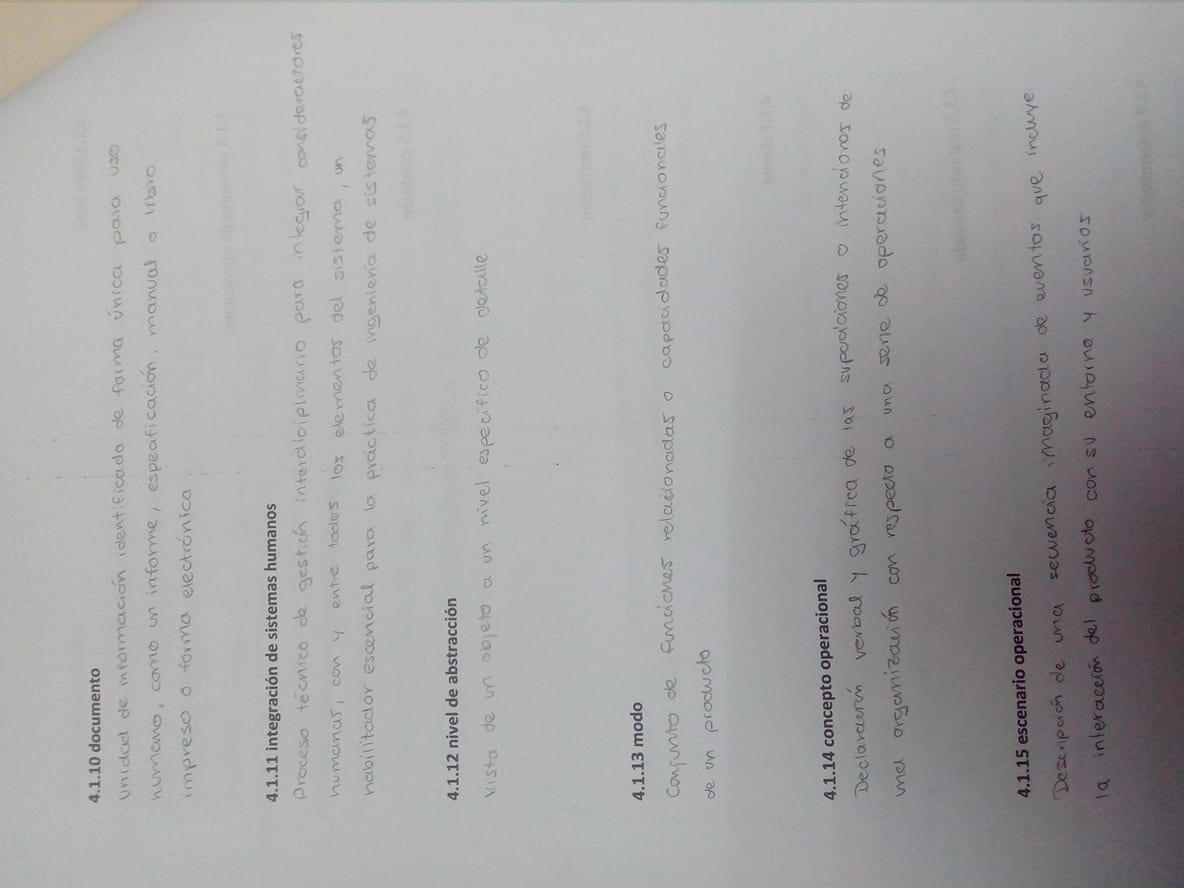 4.1.10 documento
Unidad de información identificada de forma única para uso
humano, como un informe, especificación, manual o libro
impreso o forma electrónica
4.1.11 integración de sistemas humanos
Proceso técnico de gestión interdiciplinario para integrar consideraciones
humanas, con y entre todos los elementos del sistema, un
habilitador escencial para la práctica de ingeniería de sistemas
4.1.12 nivel de abstracción
Vista de un objeto a un nivel específico de detalle
4.1.13 modo
Conjunto de funciones relacionadas o capacidades funcionales
de un producto
4.1.14 concepto operacional
Declaración verbal y gráfica de las suposiciones o intenciones de
una organización con respecto a una serie de operaciones
4.1.15 escenario operacional
Descripción de una secuencia imaginada de eventos que incluye
la interacción del producto con su entorno y usuarios